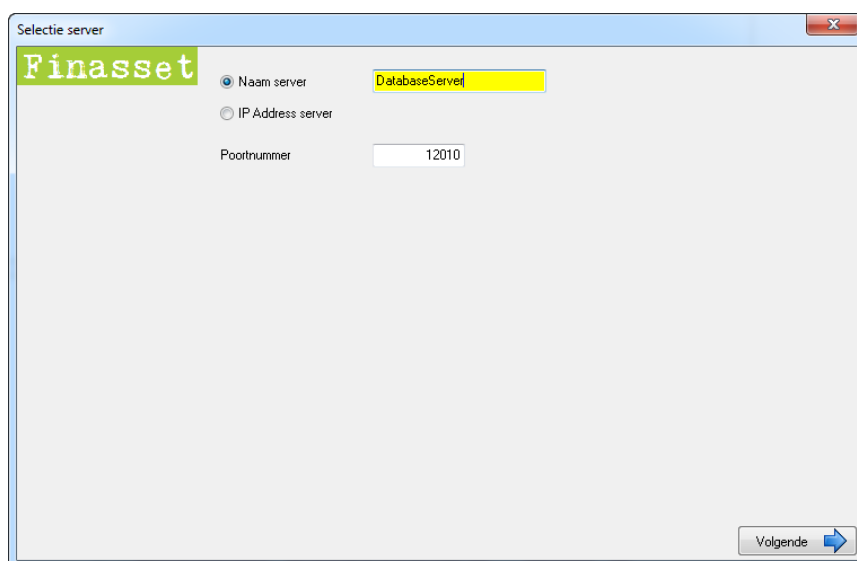 Selectie server
Finasset
Naam server DatabaseServer
IP Address server
Poortnummer 12010
Volgende